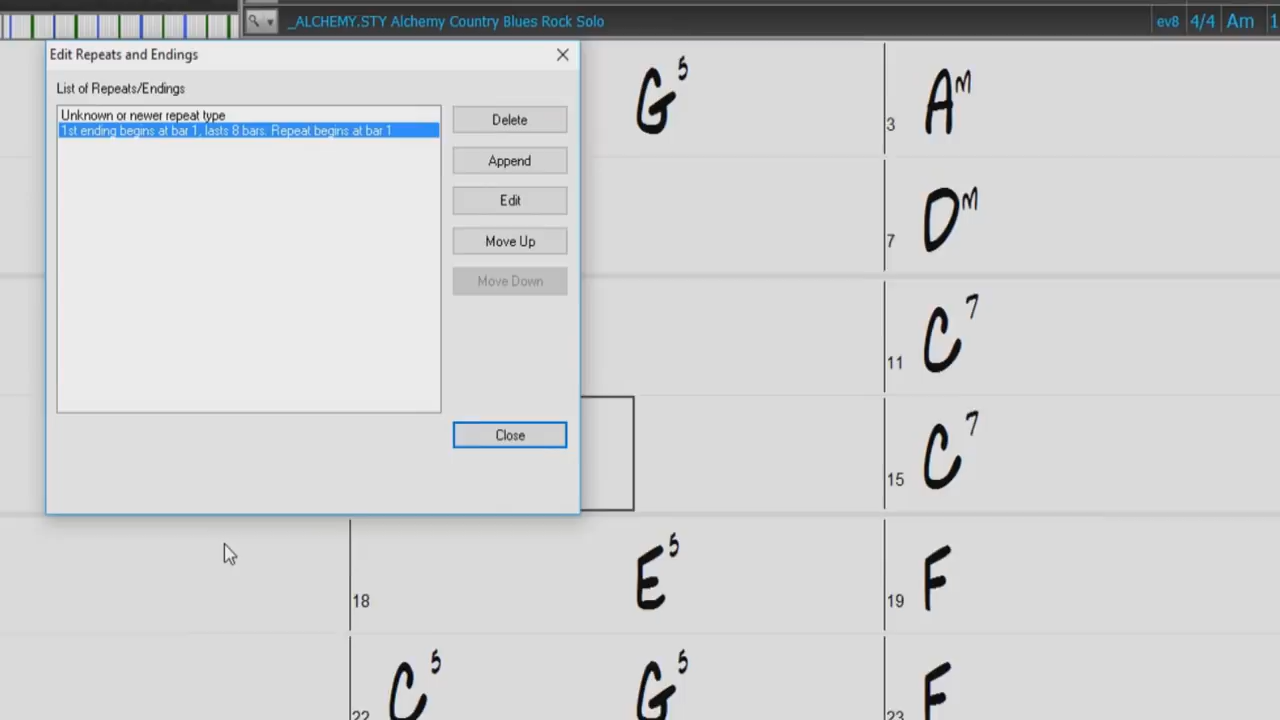 _ALCHEMY.STY Alchemy Country Blues Rock Solo
ev8 4/4 Am 1
Edit Repeats and Endings
List of Repeats/Endings
Unknown or newer repeat type
1st ending begins at bar 1, lasts 8 bars. Repeat begins at bar 1
Delete
Append
Edit
Move Up
Move Down
Close
G5
3 Am
7 Dm
11 C7
15 C7
18 E5 19 F
22 C5 G5 23 F